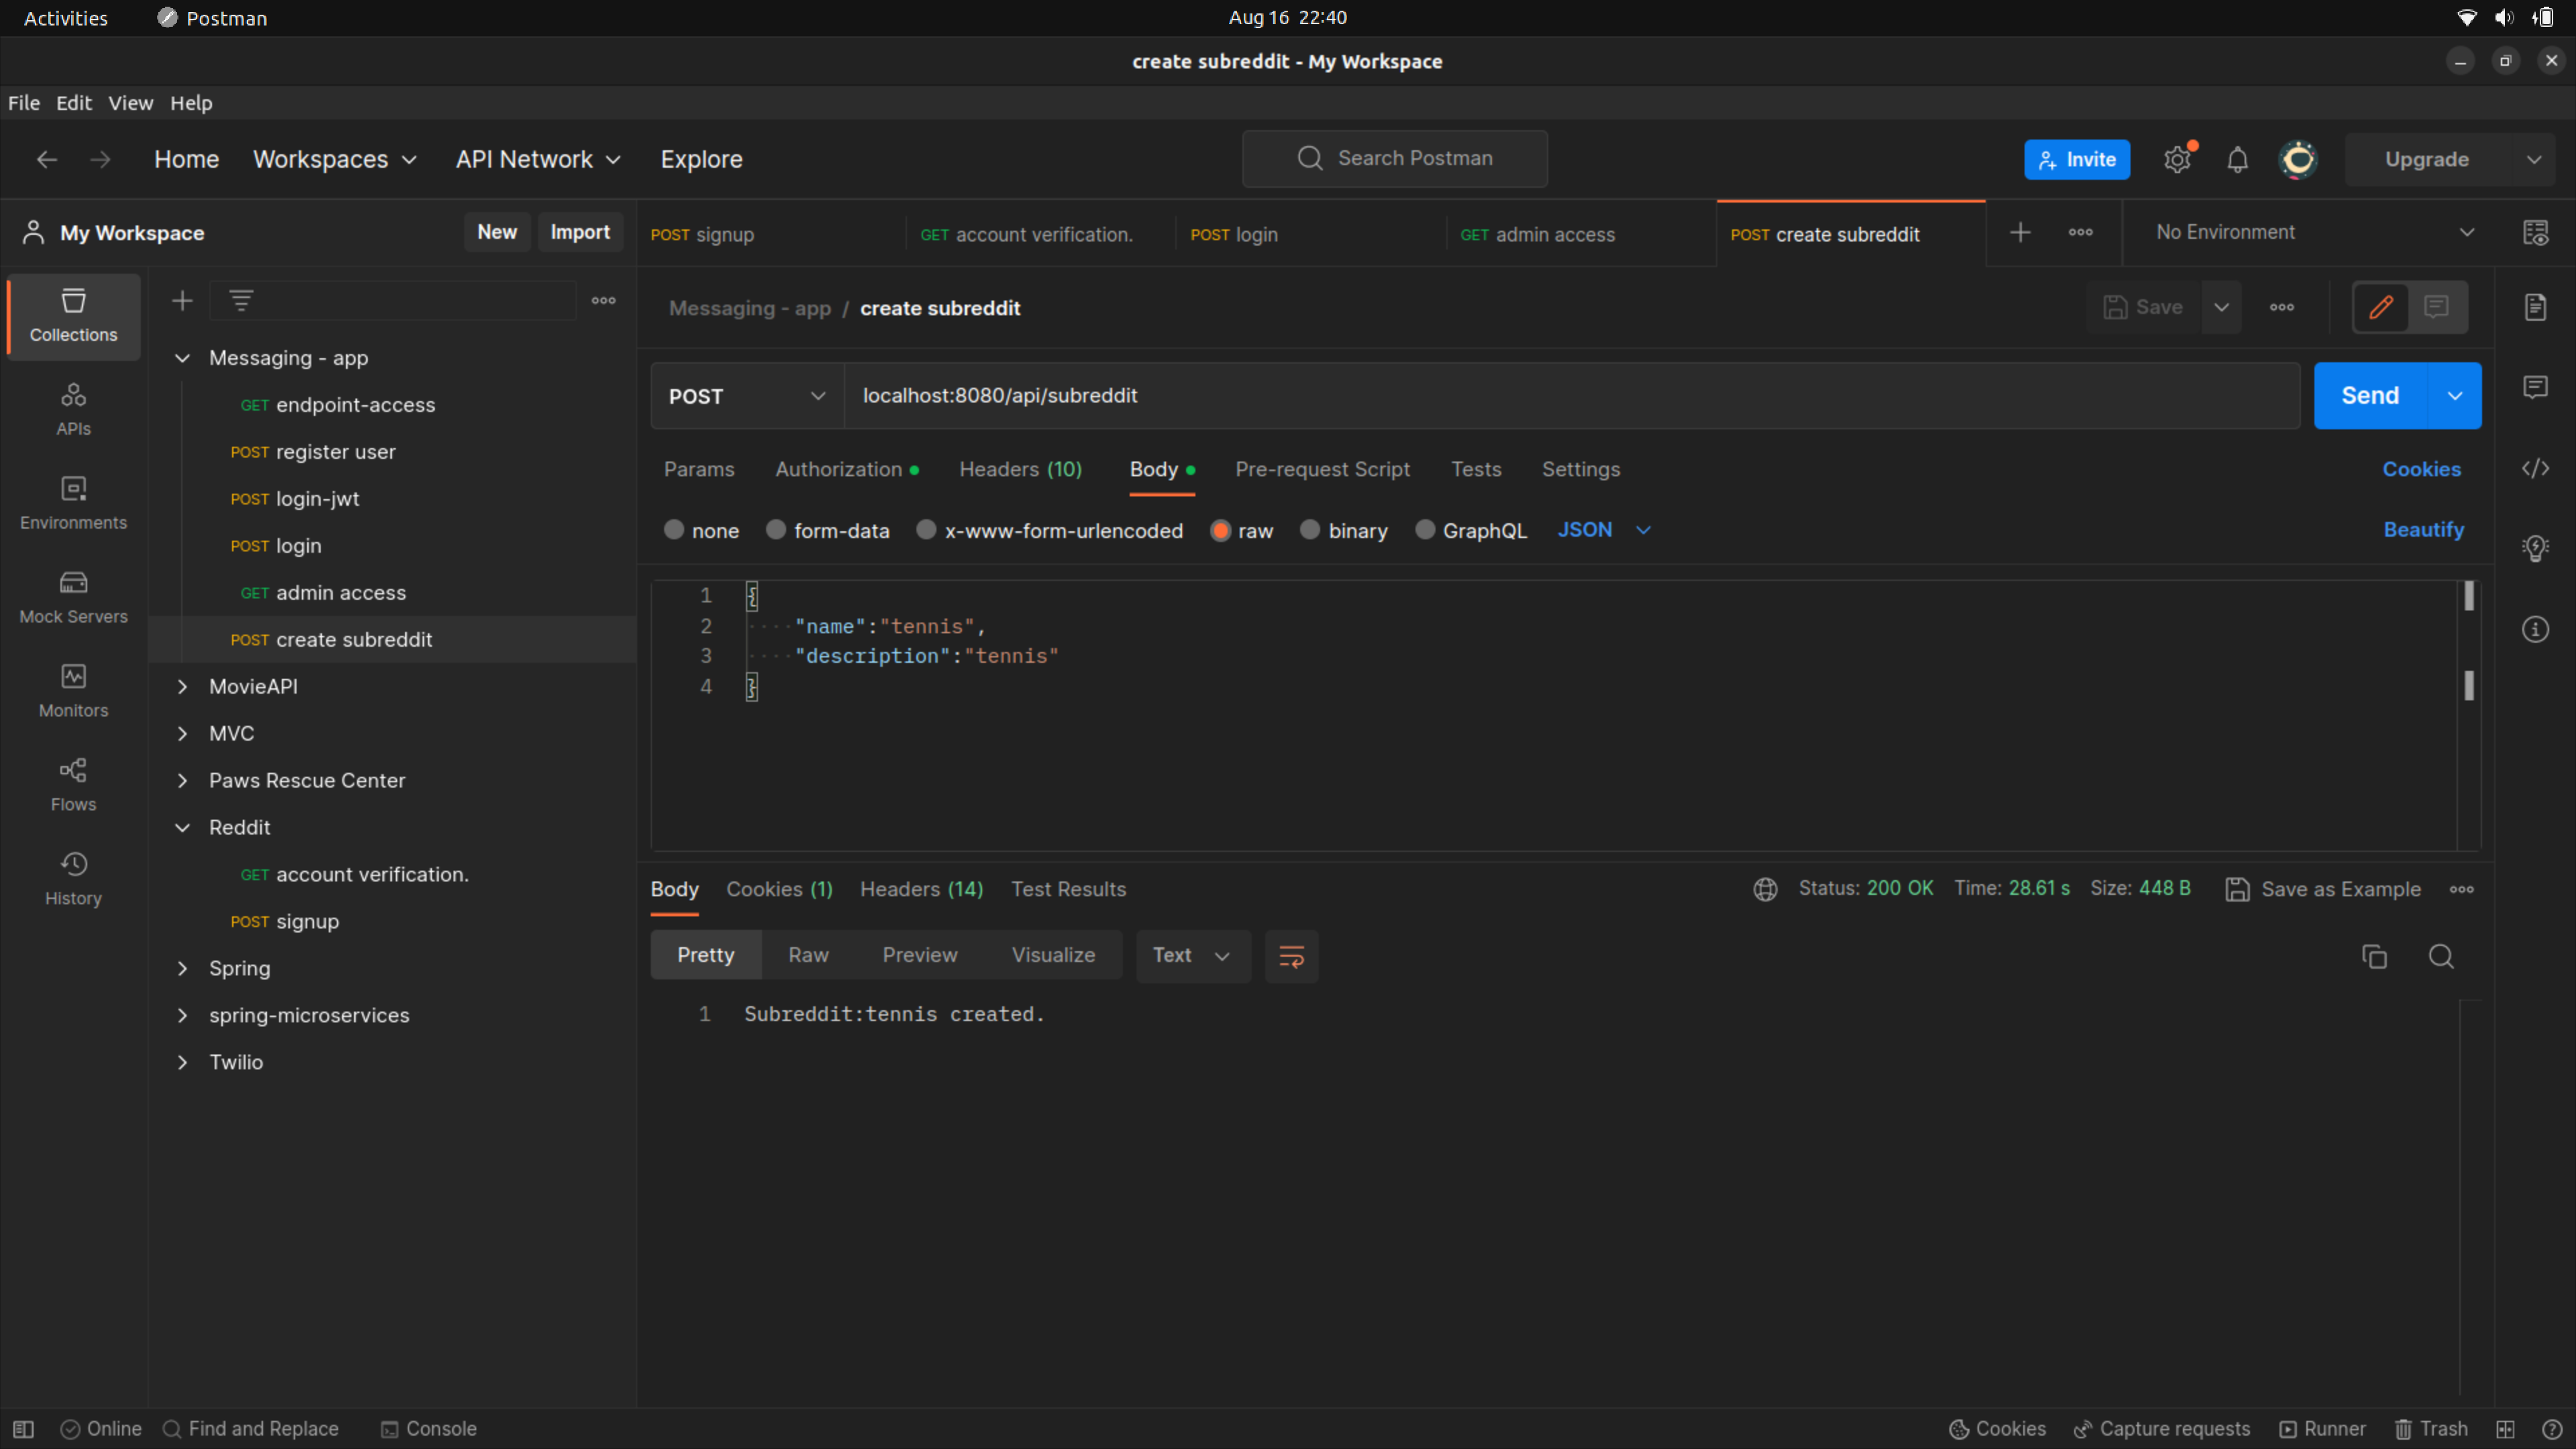 Activities Postman Aug 16 22:40
create subreddit - My Workspace
File Edit View Help
Home Workspaces API Network Explore Search Postman Invite Upgrade
My Workspace New Import
POST signup GET account verification. POST login GET admin access POST create subreddit No Environment
Collections
APIs
Environments
Mock Servers
Monitors
Flows
History
Messaging - app
GET endpoint-access
POST register user
POST login-jwt
POST login
GET admin access
POST create subreddit
MovieAPI
MVC
Paws Rescue Center
Reddit
GET account verification.
POST signup
Spring
spring-microservices
Twilio
Messaging - app / create subreddit Save
POST localhost:8080/api/subreddit Send
Params Authorization Headers (10) Body Pre-request Script Tests Settings Cookies
none form-data x-www-form-urlencoded raw binary GraphQL JSON Beautify
1 {
2 "name":"tennis",
3 "description":"tennis"
4 }
Body Cookies (1) Headers (14) Test Results Status: 200 OK Time: 28.61 s Size: 448 B Save as Example
Pretty Raw Preview Visualize Text
1 Subreddit:tennis created.
Online Find and Replace Console Cookies Capture requests Runner Trash